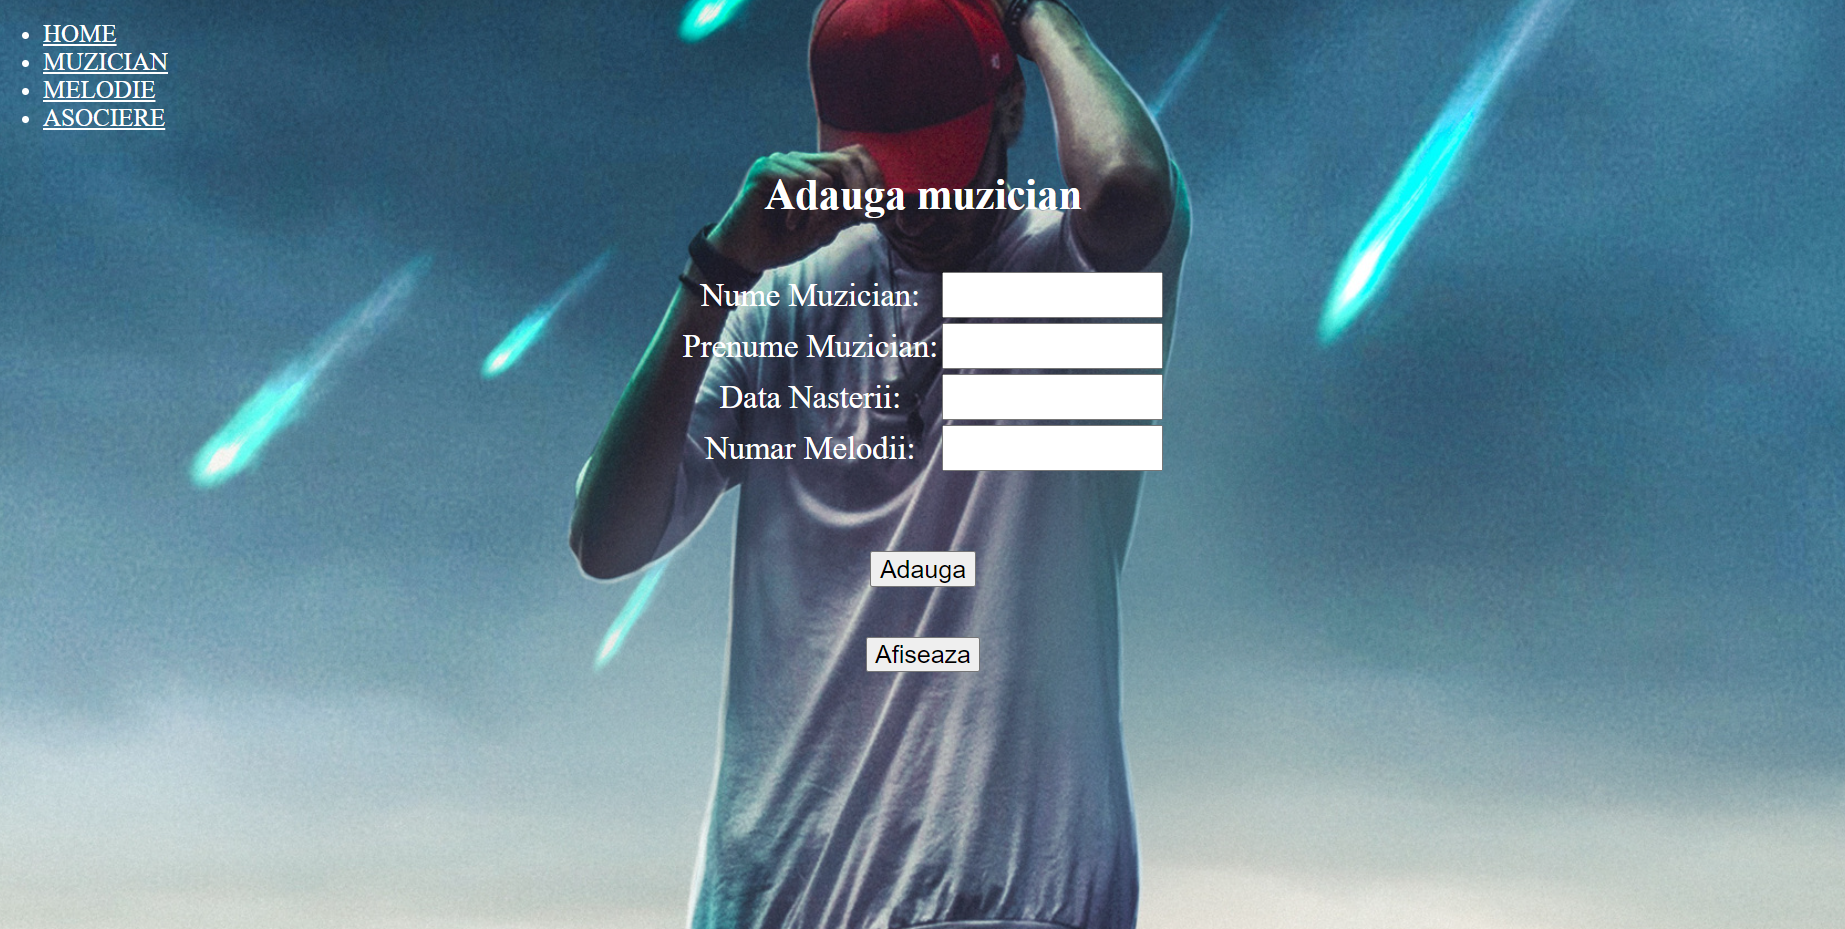 HOME
MUZICIAN
MELODIE
ASOCIERE
Adauga muzician
Nume Muzician:
Prenume Muzician:
Data Nasterii:
Numar Melodii:
Adauga
Afiseaza